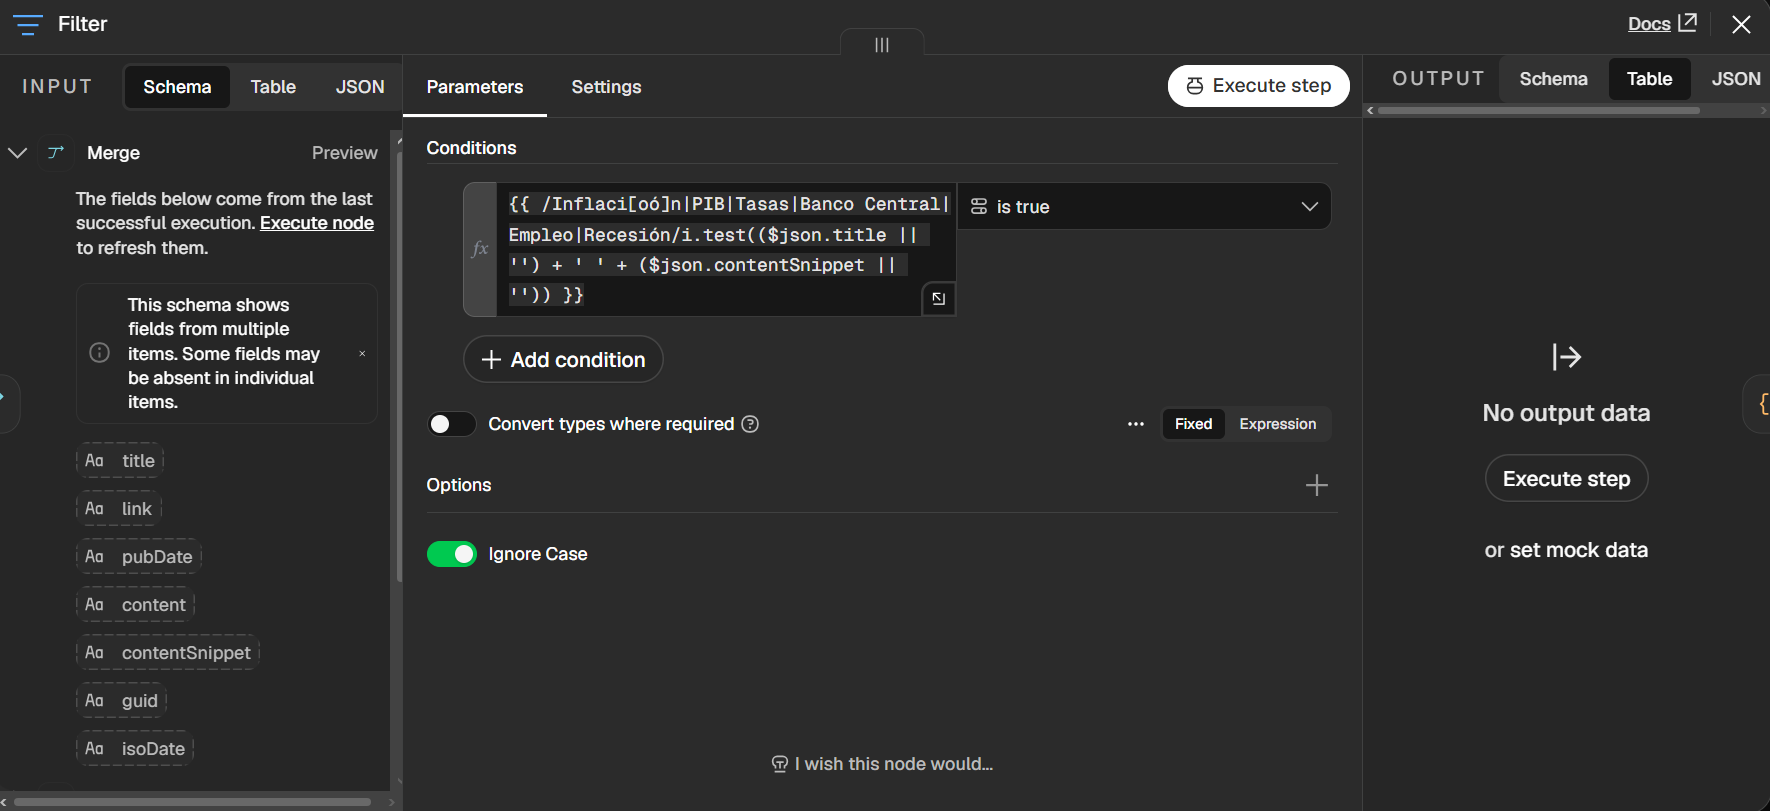 Filter
Docs
INPUT
Schema
Table
JSON
Parameters
Settings
Execute step
OUTPUT
Schema
Table
JSON
Merge
Preview
The fields below come from the last
successful execution. Execute node
to refresh them.
This schema shows
fields from multiple
items. Some fields may
be absent in individual
items.
×
Aa title
Aa link
Aa pubDate
Aa content
Aa contentSnippet
Aa guid
Aa isoDate
Conditions
fx
{{ /Inflaci[oó]n|PIB|Tasas|Banco Central|
Empleo|Recesión/i.test(($json.title ||
'') + ' ' + ($json.contentSnippet ||
'')) }}
is true
Add condition
Convert types where required
Fixed
Expression
Options
Ignore Case
I wish this node would...
No output data
Execute step
or set mock data
{